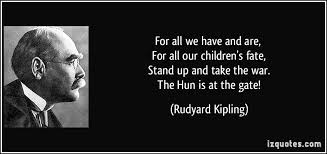 For all we have and are,
For all our children's fate,
Stand up and take the war.
The Hun is at the gate!
(Rudyard Kipling)
izquotes.com